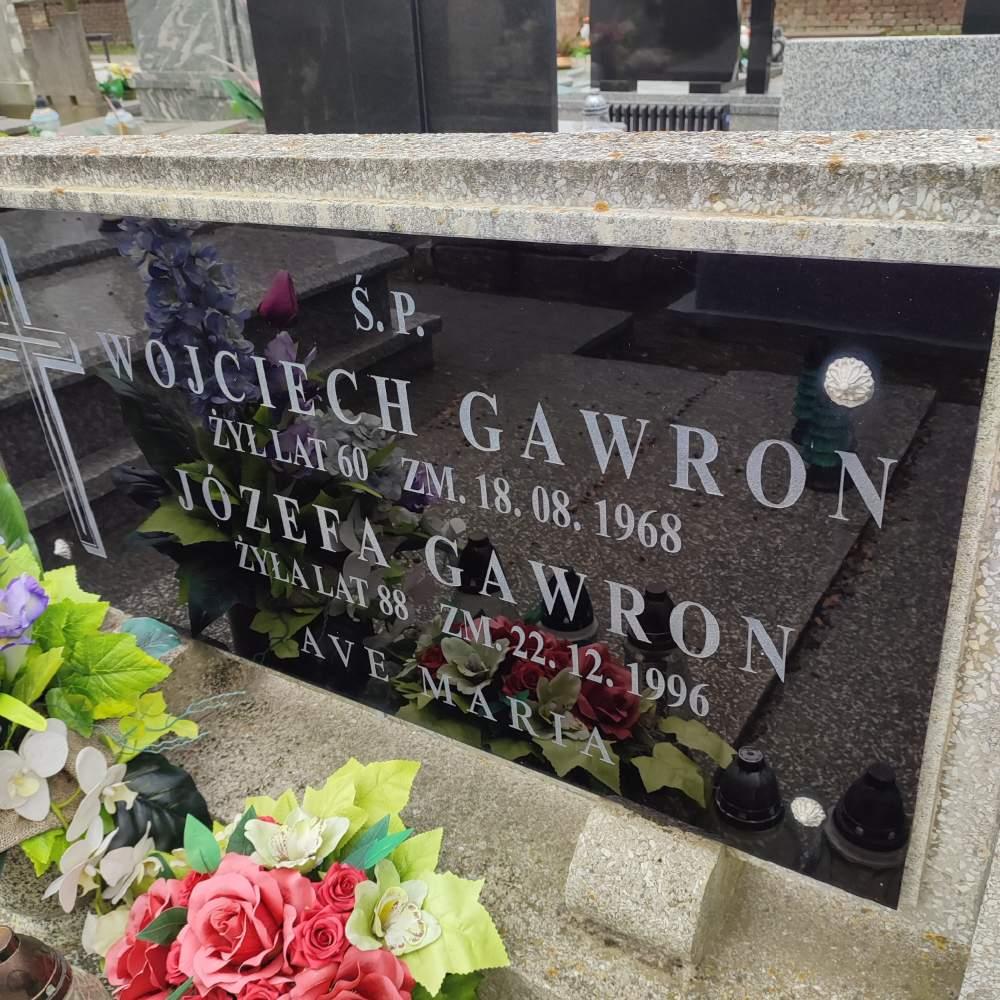 Ś. P.
WOJCIECH GAWRON
ŻYŁ LAT 60 ZM. 18. 08. 1968
JÓZEFA GAWRON
ŻYŁA LAT 88 ZM. 22. 12. 1996
AVE MARIA